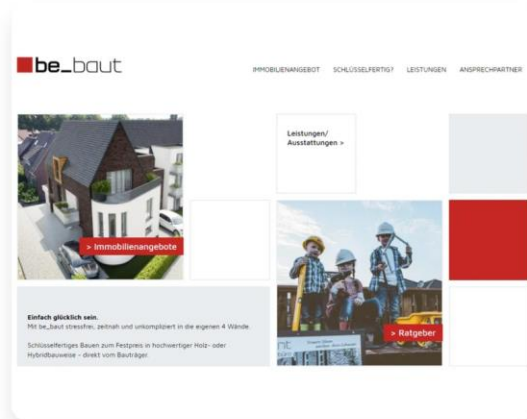 be_baut
IMMOBILIENANGEBOT SCHLÜSSELFERTIG? LEISTUNGEN ANSPRECHPARTNER
Leistungen/
Ausstattungen >
> Immobilienangebote
> Ratgeber
Einfach glücklich sein.
Mit be_baut stressfrei, zeitnah und unkompliziert in die eigenen 4 Wände.
Schlüsselfertiges Bauen zum Festpreis in hochwertiger Holz- oder
Hybridbauweise - direkt vom Bauträger.